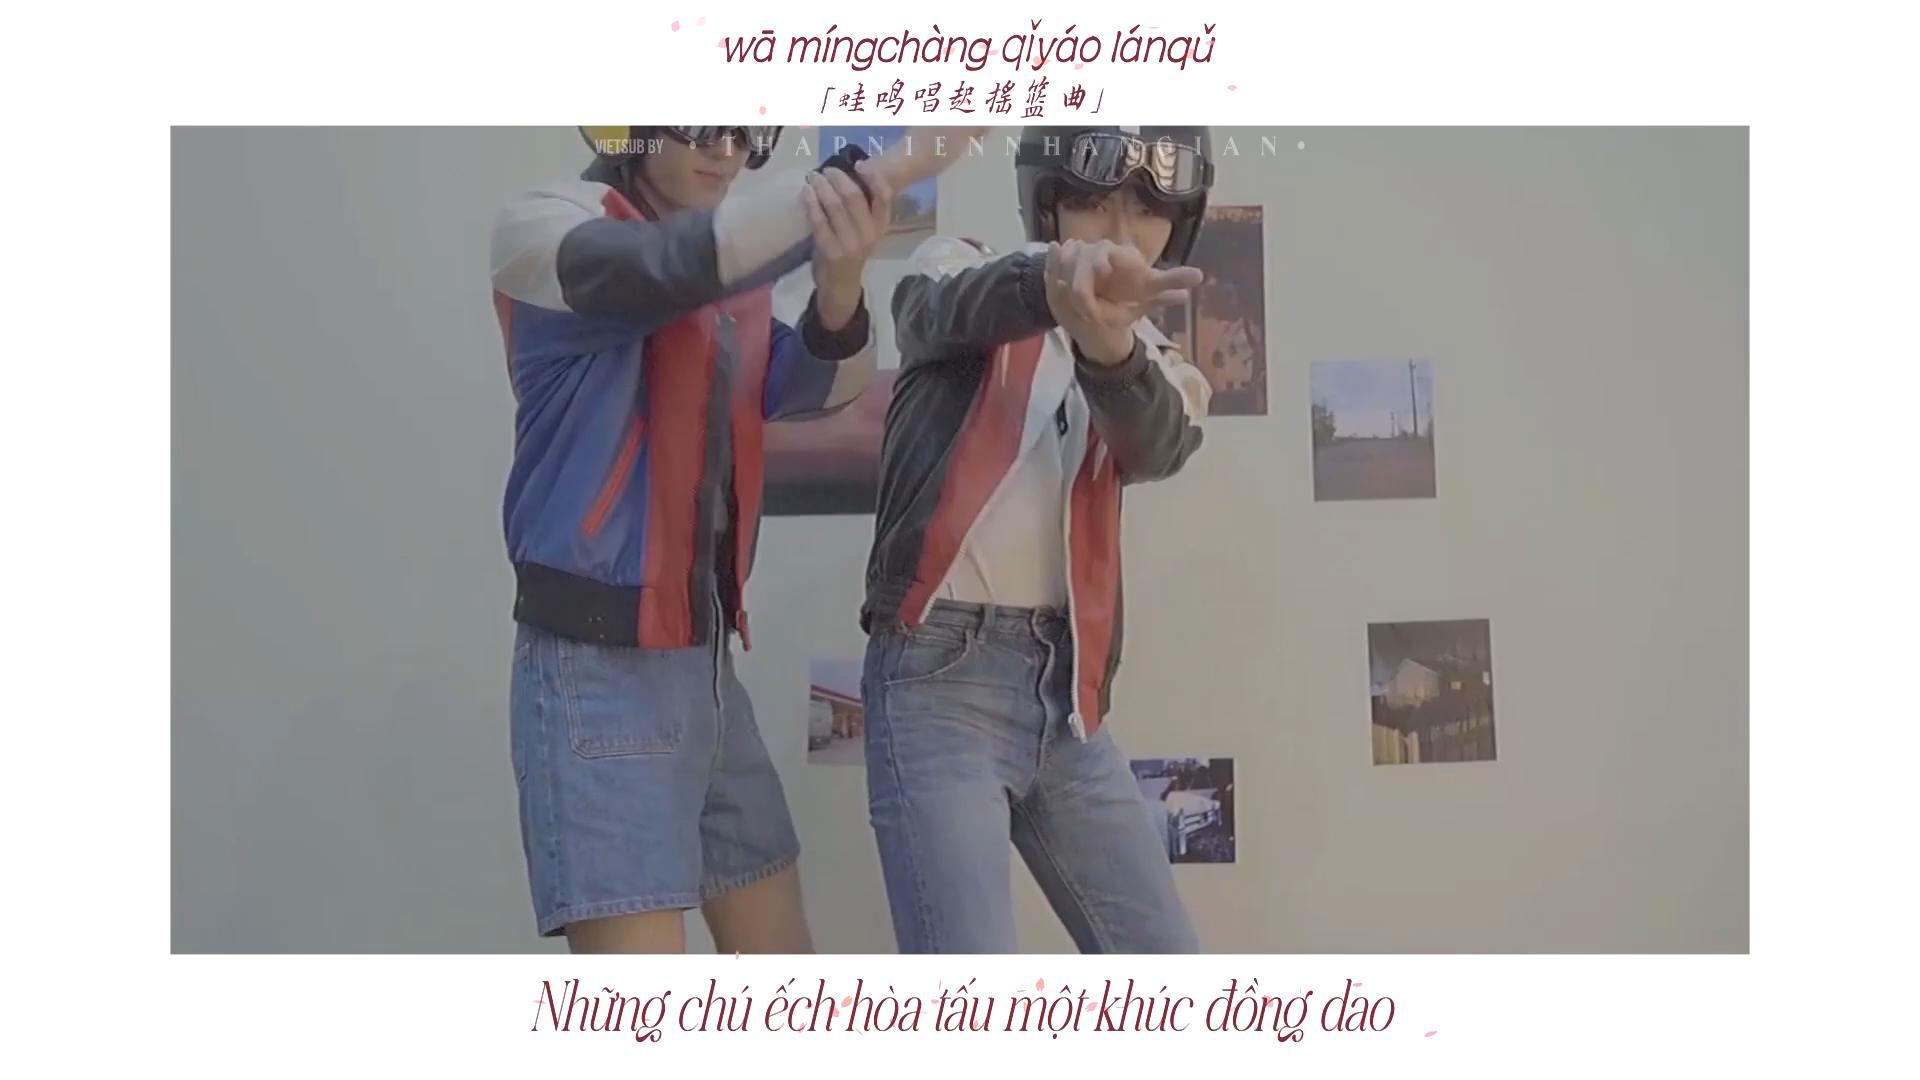 wā míngchàng qǐyáo lánqǔ
「蛙鸣唱起摇篮曲」
VIETSUB BY • THAPNIENNHANGIAN •
Những chú ếch hòa tấu một khúc đồng dao